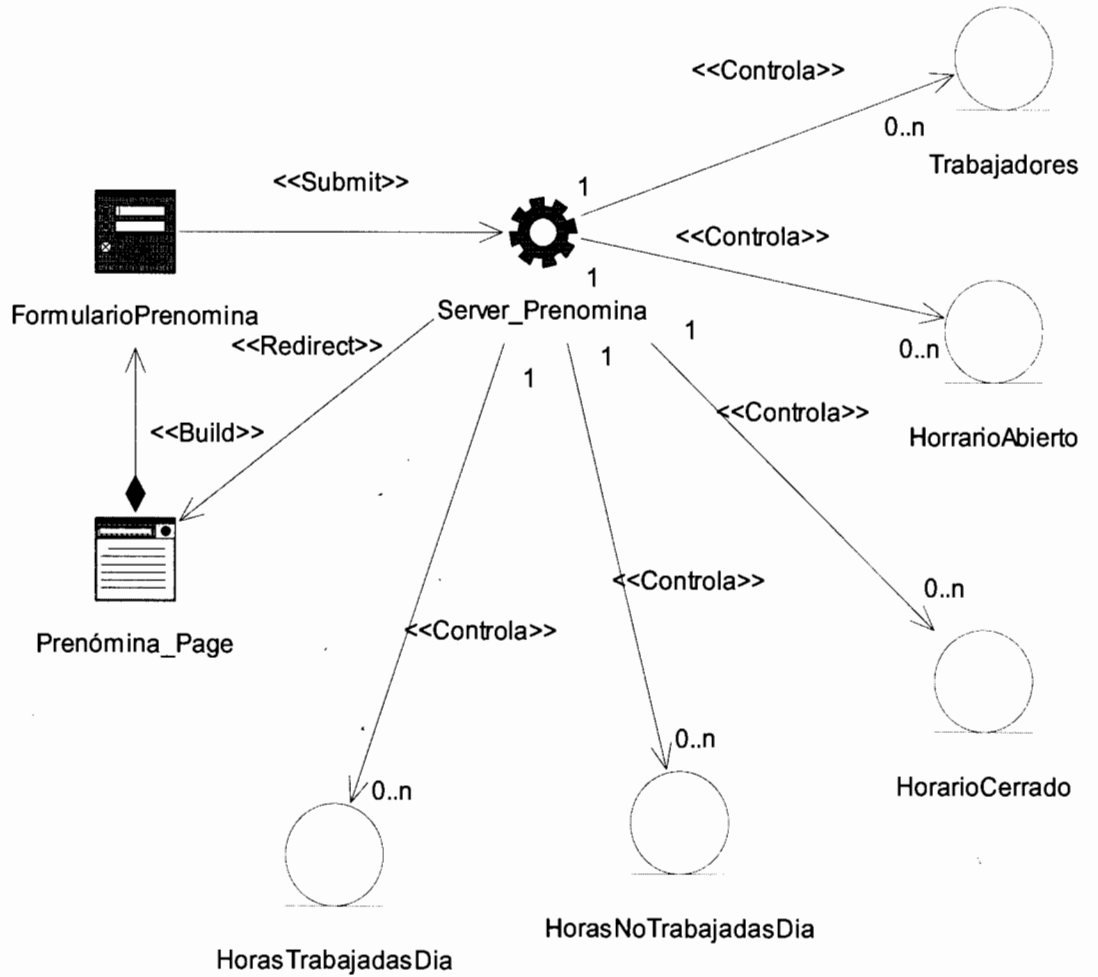 <<Controla>>
0..n
Trabajadores
<<Submit>>
1
<<Controla>>
FormularioPrenomina
1
Server_Prenomina
<<Redirect>>
1
0..n
1
1
<<Build>>
<<Controla>>
HorrarioAbierto
<<Controla>>
0..n
Prenómina_Page
<<Controla>>
0..n
HorarioCerrado
0..n
HorasNoTrabajadasDia
HorasTrabajadasDia